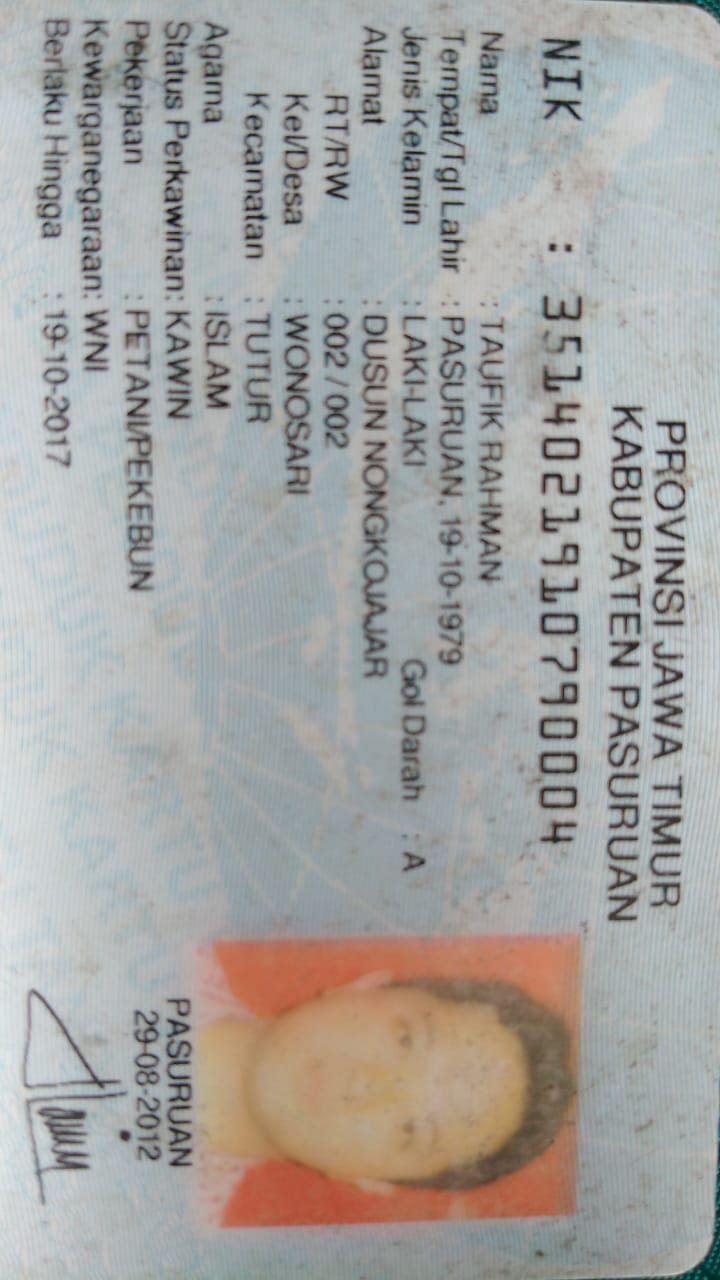 PROVINSI JAWA TIMUR
KABUPATEN PASURUAN
NIK : 3514021910790004
Nama : TAUFIK RAHMAN
Tempat/Tgl Lahir : PASURUAN, 19-10-1979
Jenis Kelamin : LAKI-LAKI Gol Darah : A
Alamat : DUSUN NONGKOJAJAR
RT/RW : 002 / 002
Kel/Desa : WONOSARI
Kecamatan : TUTUR
Agama : ISLAM
Status Perkawinan: KAWIN
Pekerjaan : PETANI/PEKEBUN
Kewarganegaraan: WNI
Berlaku Hingga : 19-10-2017
PASURUAN
29-08-2012